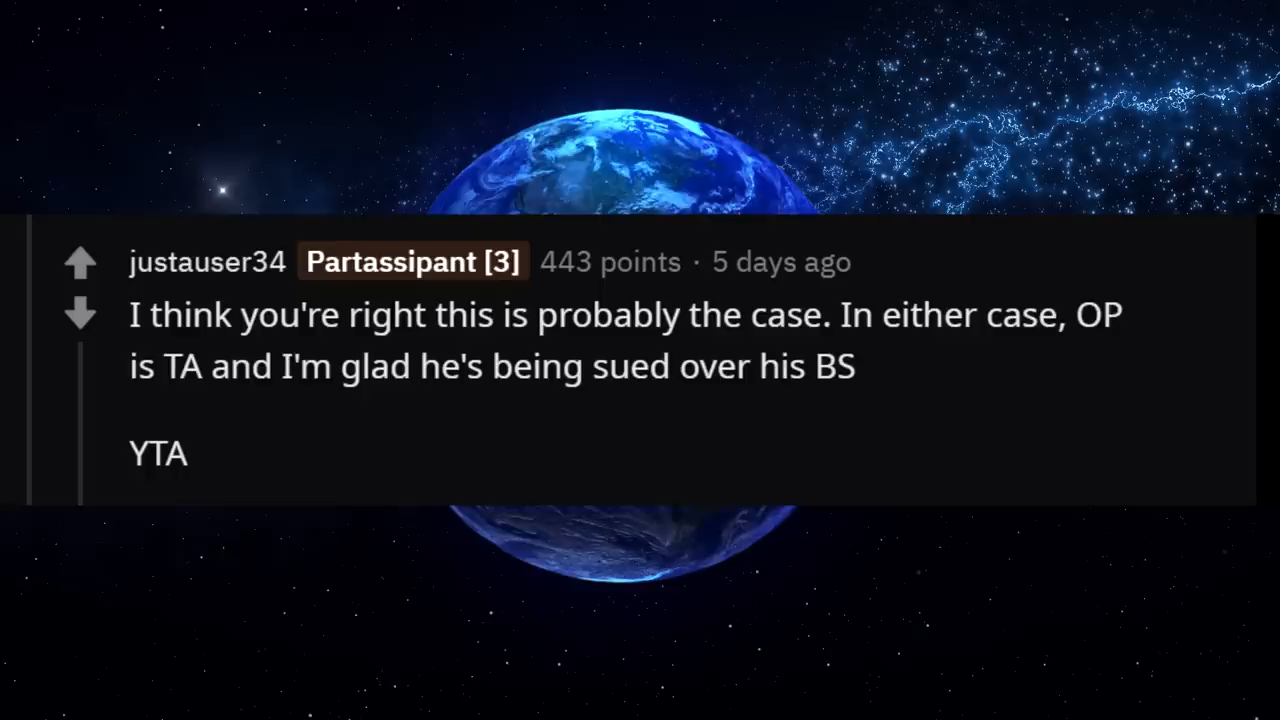 justauser34 Partassipant [3] 443 points · 5 days ago
I think you're right this is probably the case. In either case, OP
is TA and I'm glad he's being sued over his BS
YTA